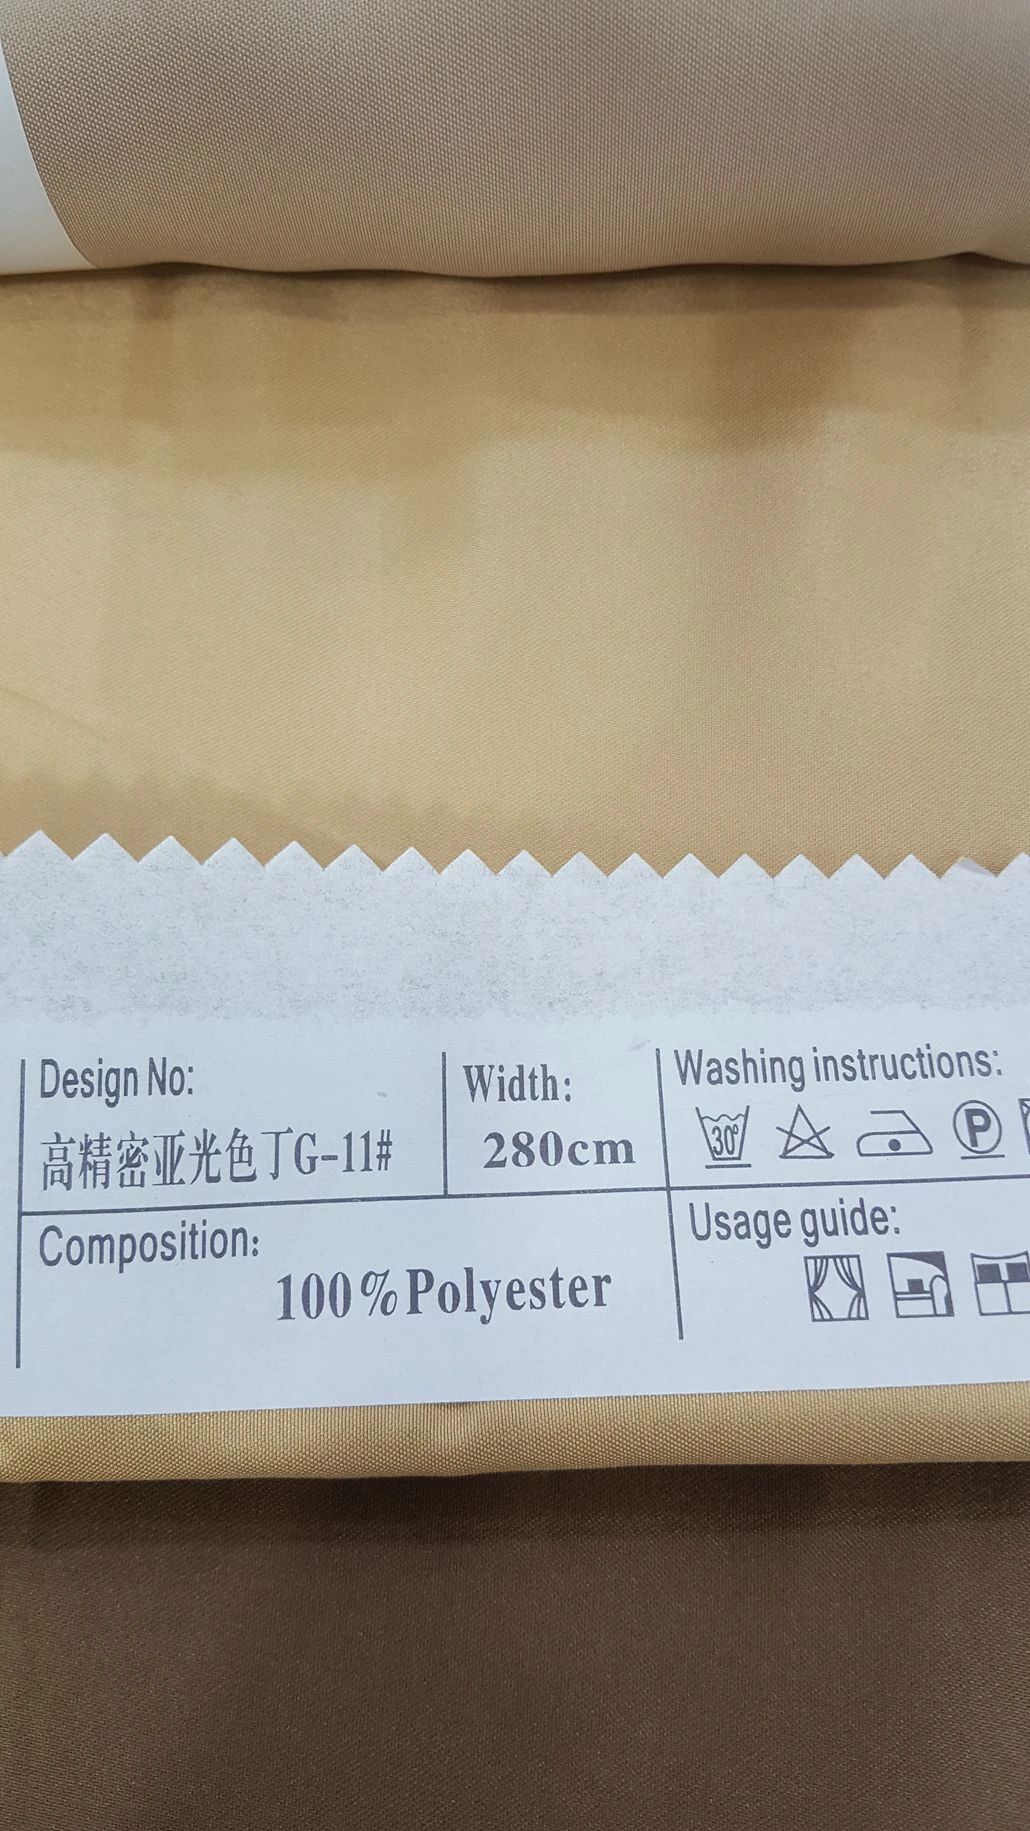 Design No:
高精密亚光色丁G-11#
Width:
280cm
Washing instructions:
30°
P
Composition:
100%Polyester
Usage guide: